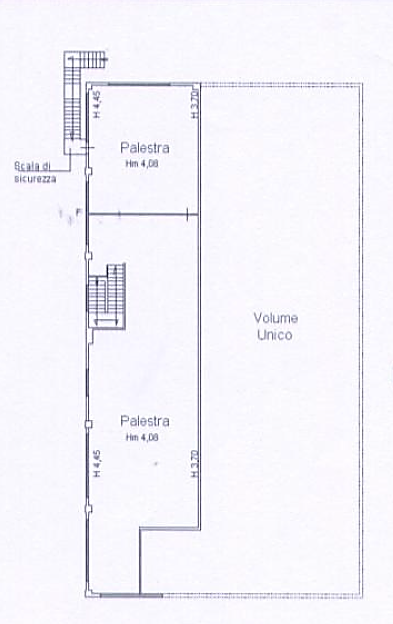 H 4,45
H 3,70
Palestra
Hm 4,08
Scala di
sicurezza
Volume
Unico
Palestra
Hm 4,08
H 4,45
H 3,70